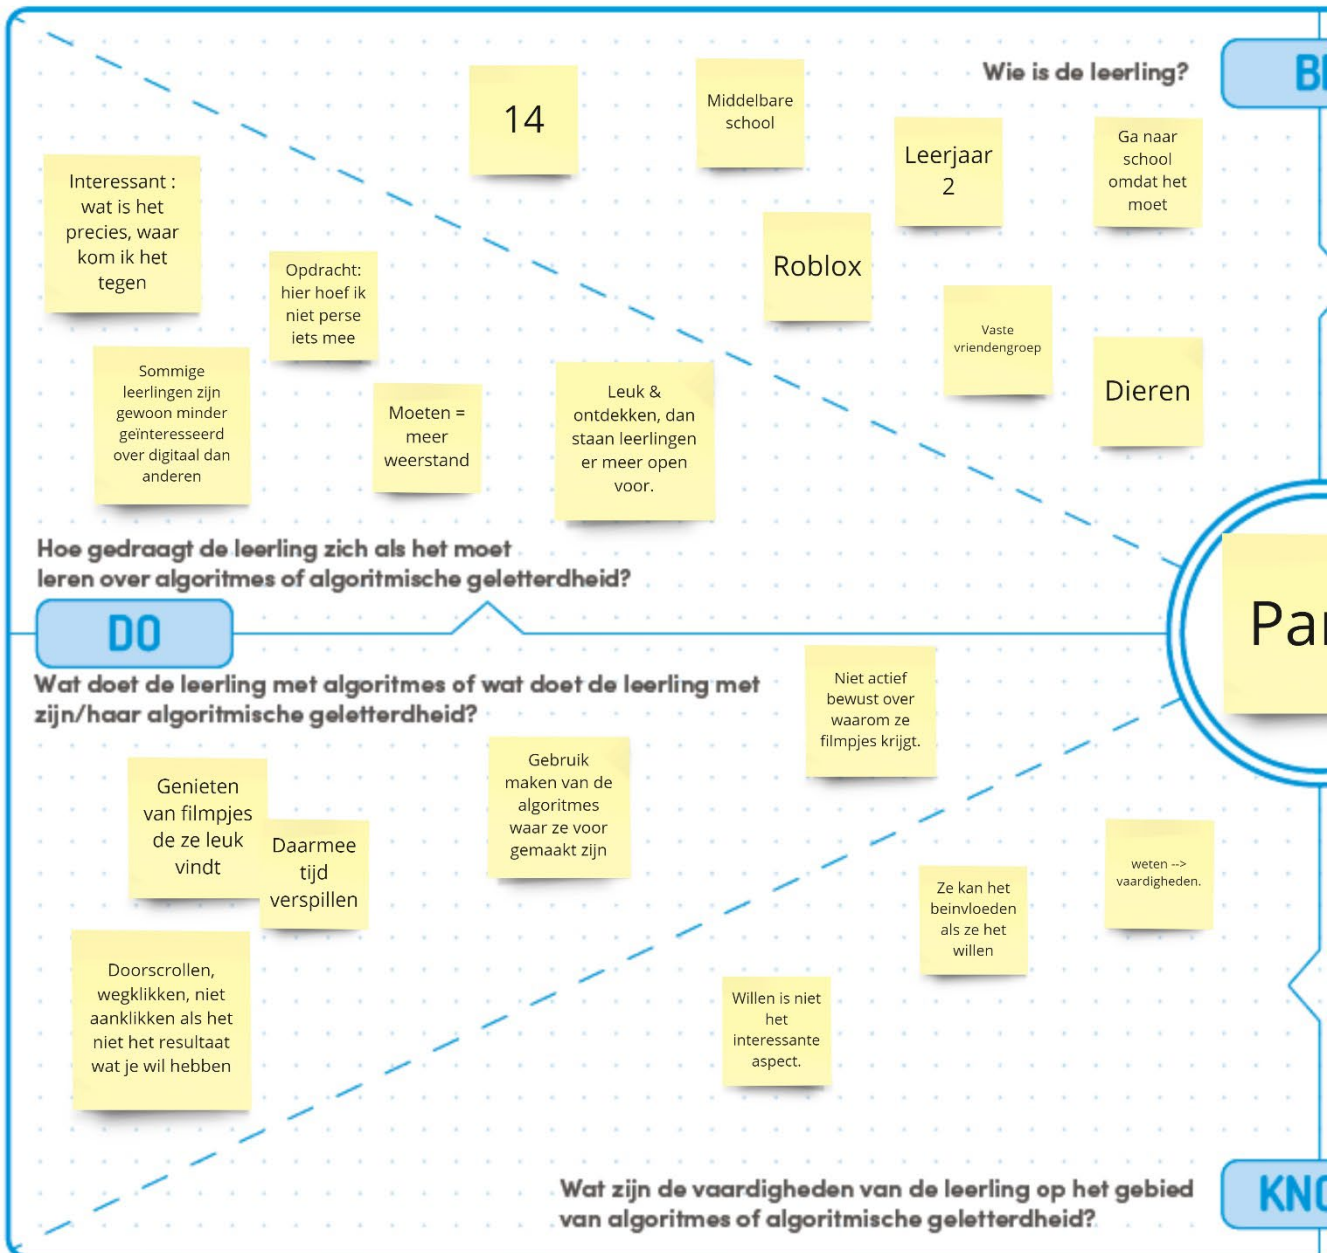 Wie is de leerling?
14
Middelbare
school
Leerjaar
2
Ga naar
school
omdat het
moet
Roblox
Vaste
vriendengroep
Dieren
Interessant :
wat is het
precies, waar
kom ik het
tegen
Opdracht:
hier hoef ik
niet perse
iets mee
Sommige
leerlingen zijn
gewoon minder
geïnteresseerd
over digitaal dan
anderen
Moeten =
meer
weerstand
Leuk &
ontdekken, dan
staan leerlingen
er meer open
voor.
Hoe gedraagt de leerling zich als het moet
leren over algoritmes of algoritmische geletterdheid?
DO
Wat doet de leerling met algoritmes of wat doet de leerling met
zijn/haar algoritmische geletterdheid?
Genieten
van filmpjes
de ze leuk
vindt
Daarmee
tijd
verspillen
Gebruik
maken van de
algoritmes
waar ze voor
gemaakt zijn
Doorscrollen,
wegklikken, niet
aanklikken als het
niet het resultaat
wat je wil hebben
Niet actief
bewust over
waarom ze
filmpjes krijgt.
Ze kan het
beinvloeden
als ze het
willen
weten -->
vaardigheden.
Willen is niet
het
interessante
aspect.
Wat zijn de vaardigheden van de leerling op het gebied
van algoritmes of algoritmische geletterdheid?